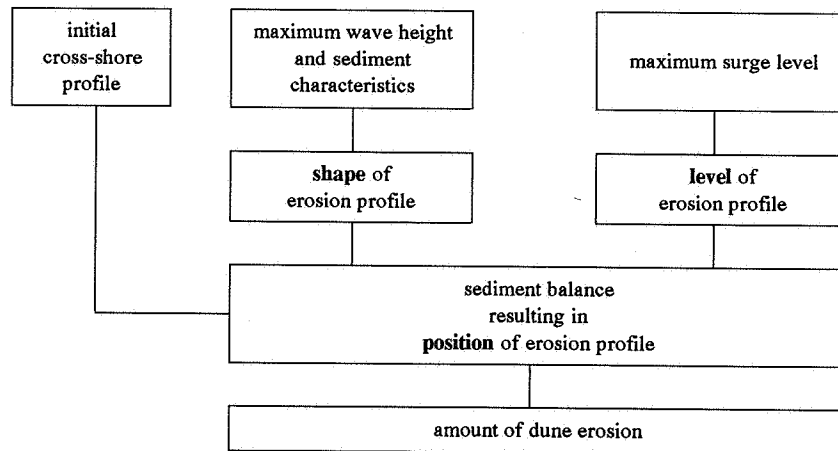 initial
cross-shore
profile
maximum wave height
and sediment
characteristics
maximum surge level
shape of
erosion profile
level of
erosion profile
sediment balance
resulting in
position of erosion profile
amount of dune erosion